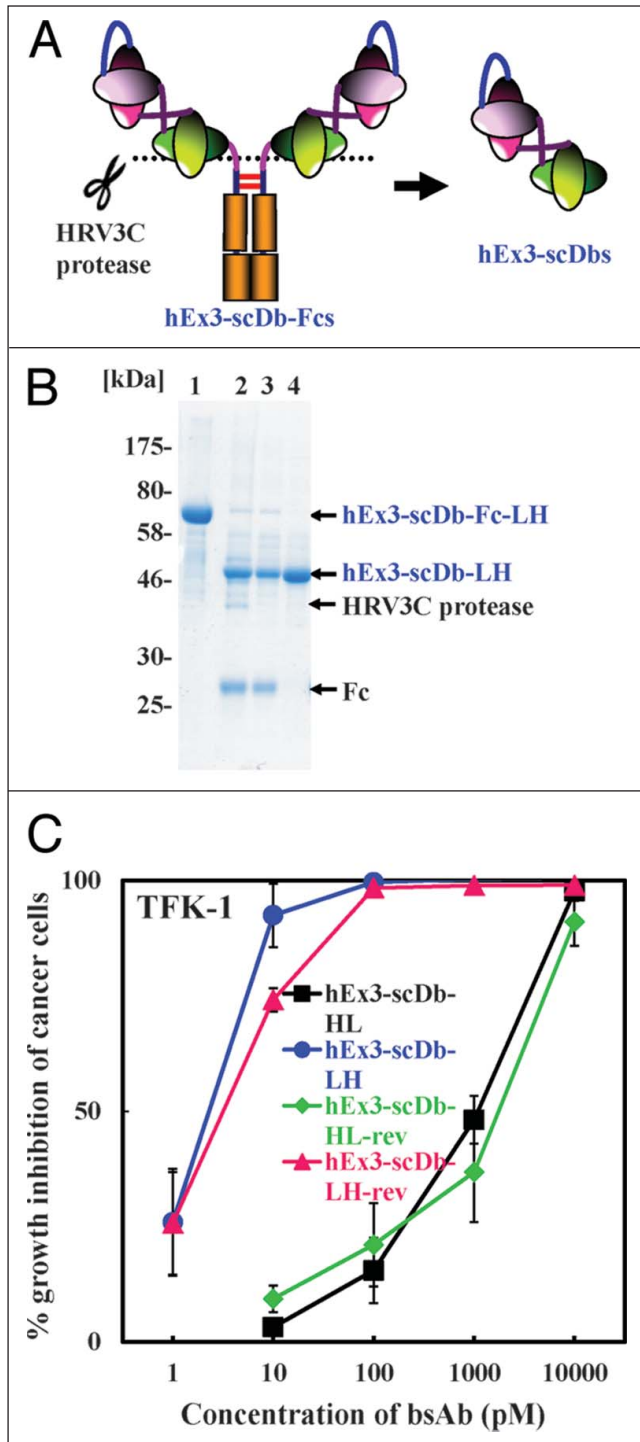 A
HRV3C
protease
hEx3-scDb-Fcs
hEx3-scDbs
B
[kDa] 1 2 3 4
175-
80-
58-
46-
30-
25-
hEx3-scDb-Fc-LH
hEx3-scDb-LH
HRV3C protease
Fc
C
TFK-1
100
50
0
% growth inhibition of cancer cells
hEx3-scDb-
HL
hEx3-scDb-
LH
hEx3-scDb-
HL-rev
hEx3-scDb-
LH-rev
1 10 100 1000 10000
Concentration of bsAb (pM)